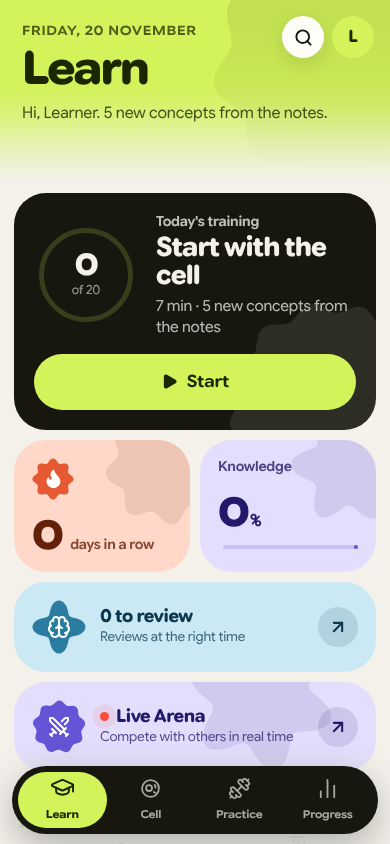 FRIDAY, 20 NOVEMBER
Learn
L
Hi, Learner. 5 new concepts from the notes.
0
of 20
Today's training
Start with the
cell
7 min · 5 new concepts from
the notes
Start
0 days in a row
Knowledge
0%
0 to review
Reviews at the right time
Live Arena
Compete with others in real time
Learn
Cell
Practice
Progress